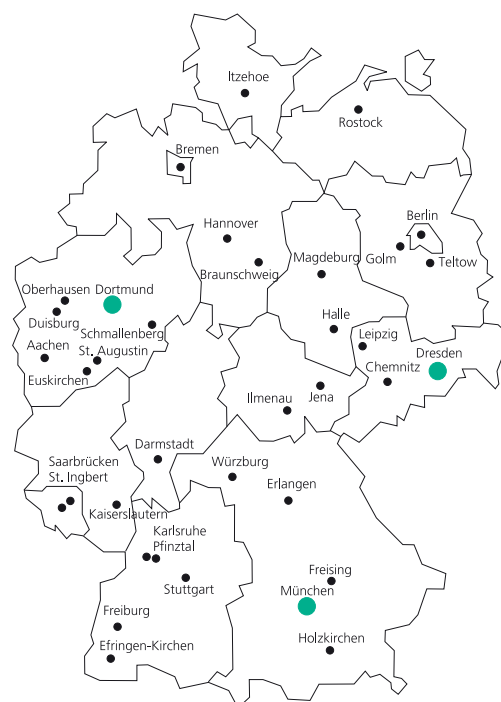 Itzehoe
Rostock
Bremen
Berlin
Hannover
Golm
Teltow
Braunschweig
Magdeburg
Oberhausen
Dortmund
Duisburg
Schmallenberg
Halle
Leipzig
Aachen
St. Augustin
Dresden
Euskirchen
Chemnitz
Ilmenau
Jena
Darmstadt
Würzburg
Saarbrücken
St. Ingbert
Erlangen
Kaiserslautern
Karlsruhe
Pfinztal
Freising
Stuttgart
München
Freiburg
Efringen-Kirchen
Holzkirchen